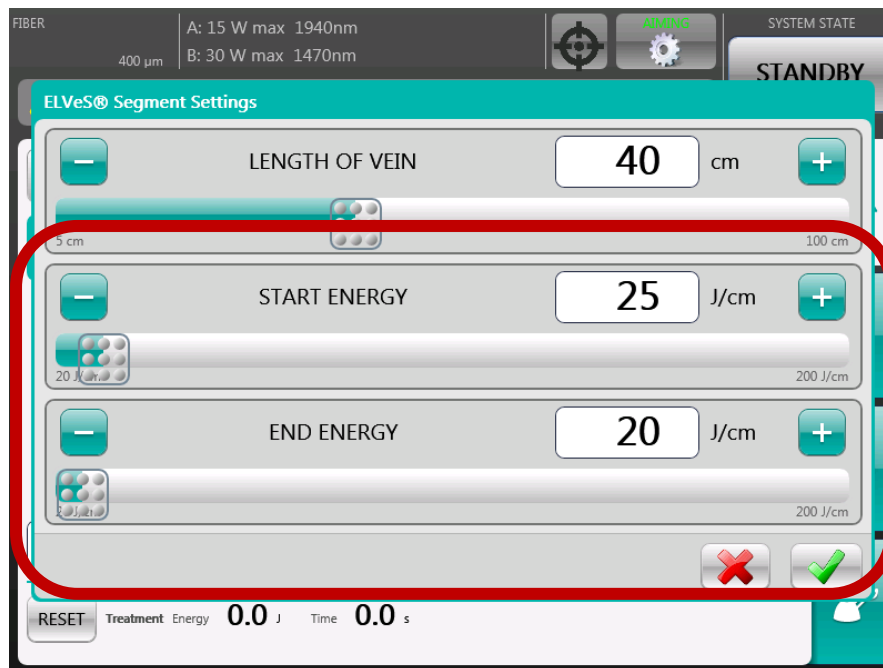 FIBER
400 µm
A: 15 W max 1940nm
B: 30 W max 1470nm
AIMING
SYSTEM STATE
STANDBY
ELVeS® Segment Settings
LENGTH OF VEIN
40 cm
5 cm
100 cm
START ENERGY
25 J/cm
20 J/cm
200 J/cm
END ENERGY
20 J/cm
200 J/cm
RESET Treatment Energy 0.0 J Time 0.0 s